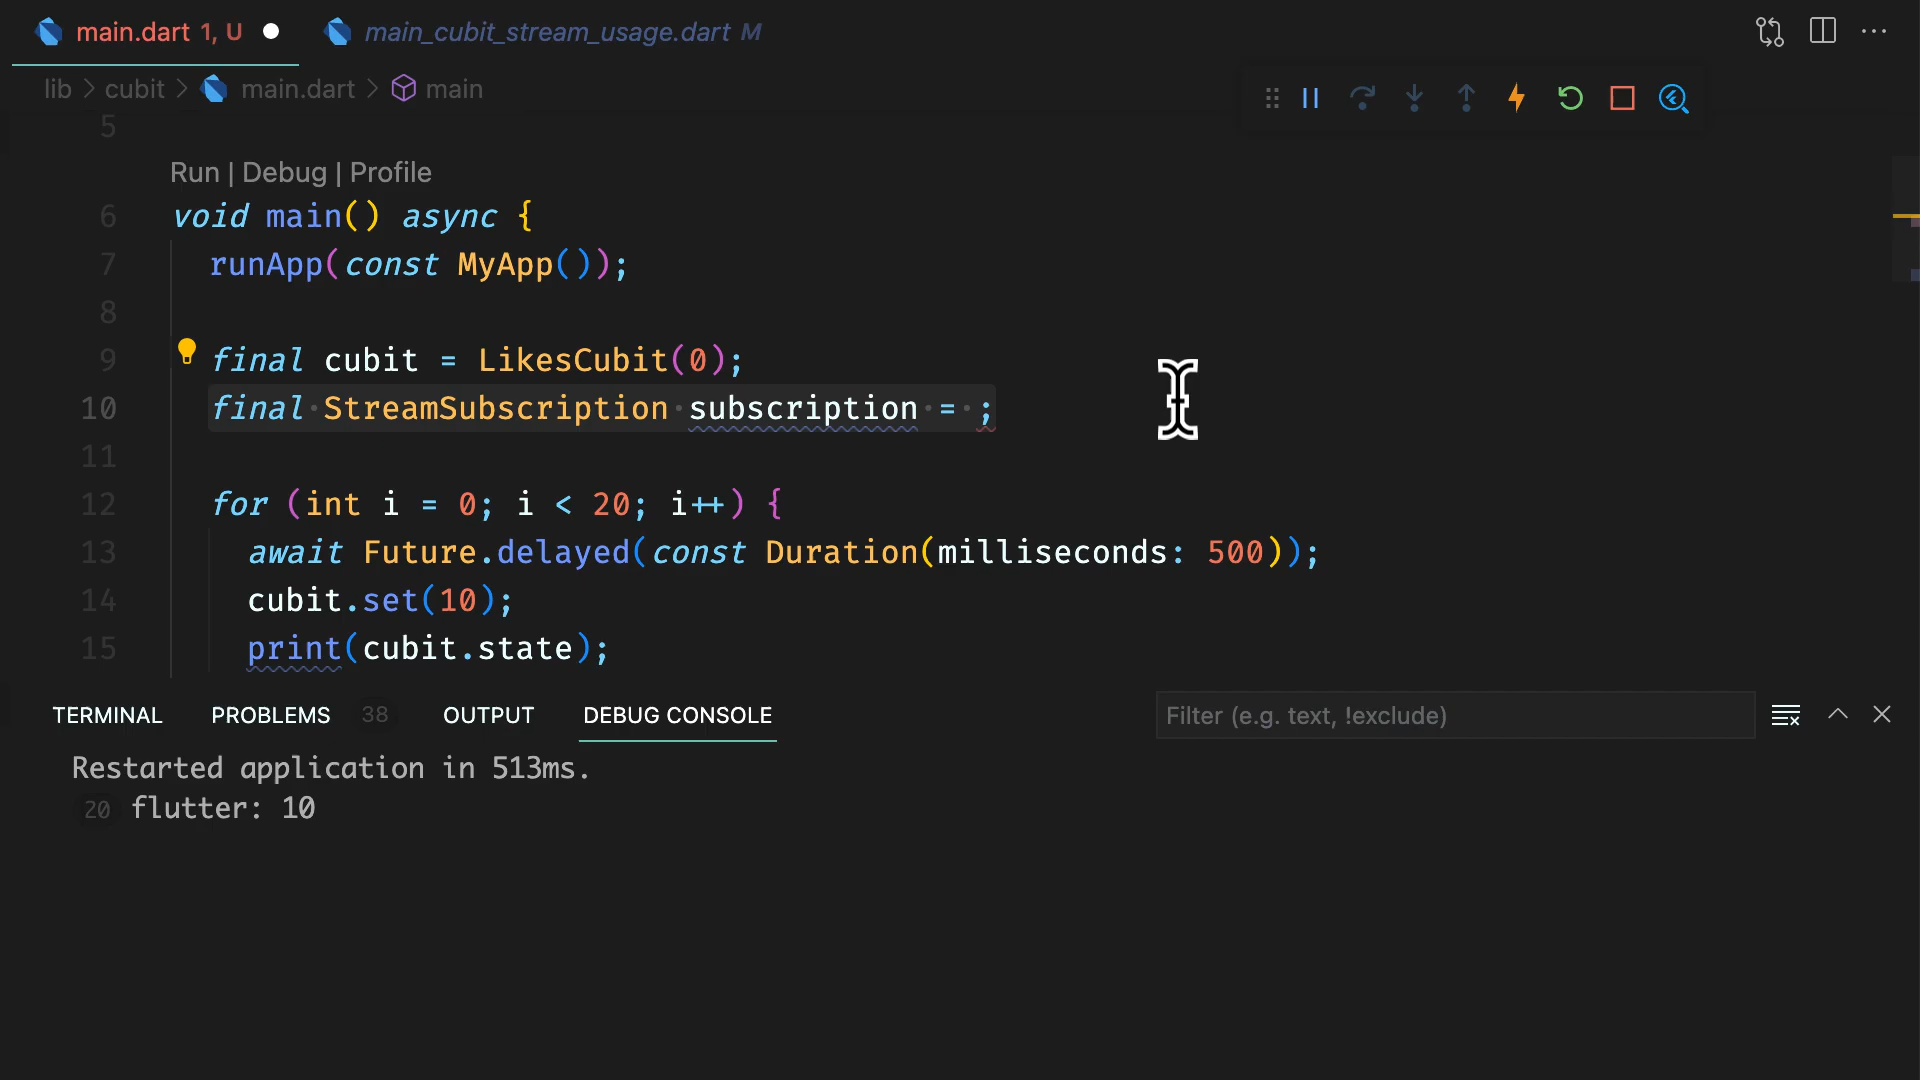 main.dart 1, U
main_cubit_stream_usage.dart M
lib > cubit > main.dart > main
5
Run | Debug | Profile
6 void main() async {
7 runApp(const MyApp());
8
9 final cubit = LikesCubit(0);
10 final·StreamSubscription·subscription·=·;
11
12 for (int i = 0; i < 20; i++) {
13 await Future.delayed(const Duration(milliseconds: 500));
14 cubit.set(10);
15 print(cubit.state);
TERMINAL PROBLEMS 38 OUTPUT DEBUG CONSOLE Filter (e.g. text, !exclude)
Restarted application in 513ms.
20 flutter: 10